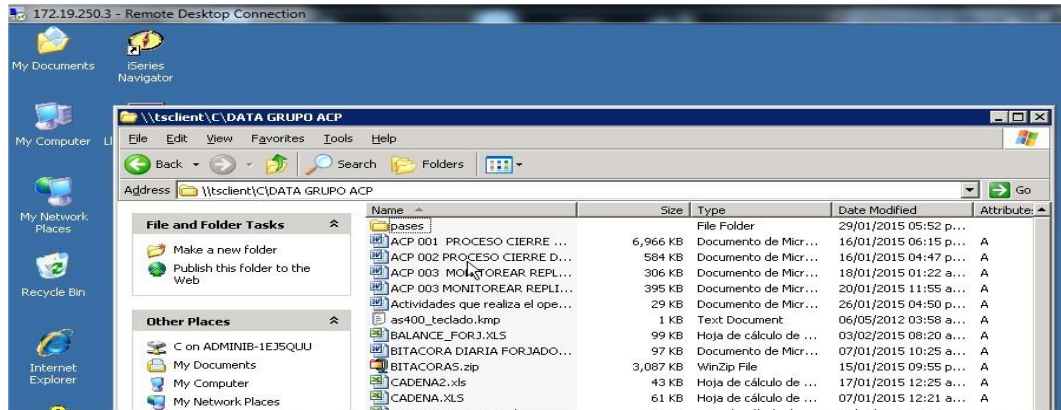 172.19.250.3 - Remote Desktop Connection
My Documents
iSeries
Navigator
My Computer
\\tsclient\C\DATA GRUPO ACP
File Edit View Favorites Tools Help
Back Search Folders
Address \\tsclient\C\DATA GRUPO ACP Go
My Network
Places
Recycle Bin
Internet
Explorer
File and Folder Tasks
Make a new folder
Publish this folder to the
Web
Other Places
C on ADMINIB-1EJ5QUU
My Documents
My Computer
My Network Places
Name Size Type Date Modified Attribute:
pases File Folder 29/01/2015 05:52 p...
ACP 001 PROCESO CIERRE ... 6,966 KB Documento de Micr... 16/01/2015 06:15 p... A
ACP 002 PROCESO CIERRE D... 584 KB Documento de Micr... 16/01/2015 04:47 p... A
ACP 003 MONITOREAR REPL... 306 KB Documento de Micr... 18/01/2015 01:22 a... A
ACP 003 MONITOREAR REPLI... 395 KB Documento de Micr... 20/01/2015 11:55 a... A
Actividades que realiza el ope... 29 KB Documento de Micr... 26/01/2015 04:50 p... A
as400_teclado.kmp 1 KB Text Document 06/05/2012 03:58 a... A
BALANCE_FORJ.XLS 99 KB Hoja de cálculo de ... 03/02/2015 08:20 a... A
BITACORA DIARIA FORJADO... 97 KB Documento de Micr... 07/01/2015 10:25 a... A
BITACORAS.zip 3,087 KB WinZip File 15/01/2015 09:55 p... A
CADENA2.xls 43 KB Hoja de cálculo de ... 17/01/2015 12:25 a... A
CADENA.XLS 61 KB Hoja de cálculo de ... 07/01/2015 12:21 a... A